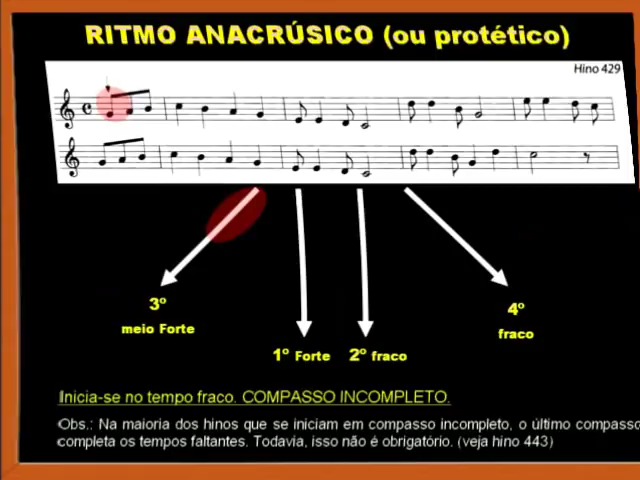 RITMO ANACRÚSICO (ou protético)
Hino 429
3º
meio Forte
4º
fraco
1º Forte
2º fraco
Inicia-se no tempo fraco. COMPASSO INCOMPLETO.
Obs.: Na maioria dos hinos que se iniciam em compasso incompleto, o último compasso
completa os tempos faltantes. Todavia, isso não é obrigatório. (veja hino 443)